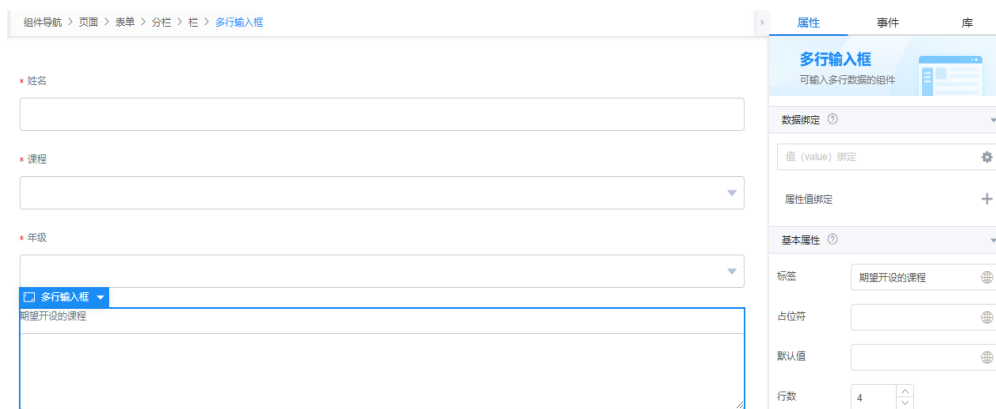 组件导航 > 页面 > 表单 > 分栏 > 栏 > 多行输入框
* 姓名
* 课程
* 年级
多行输入框
期望开设的课程
属性 事件 库
多行输入框
可输入多行数据的组件
数据绑定
值 (value) 绑定
属性值绑定
基本属性
标签 期望开设的课程
占位符
默认值
行数 4